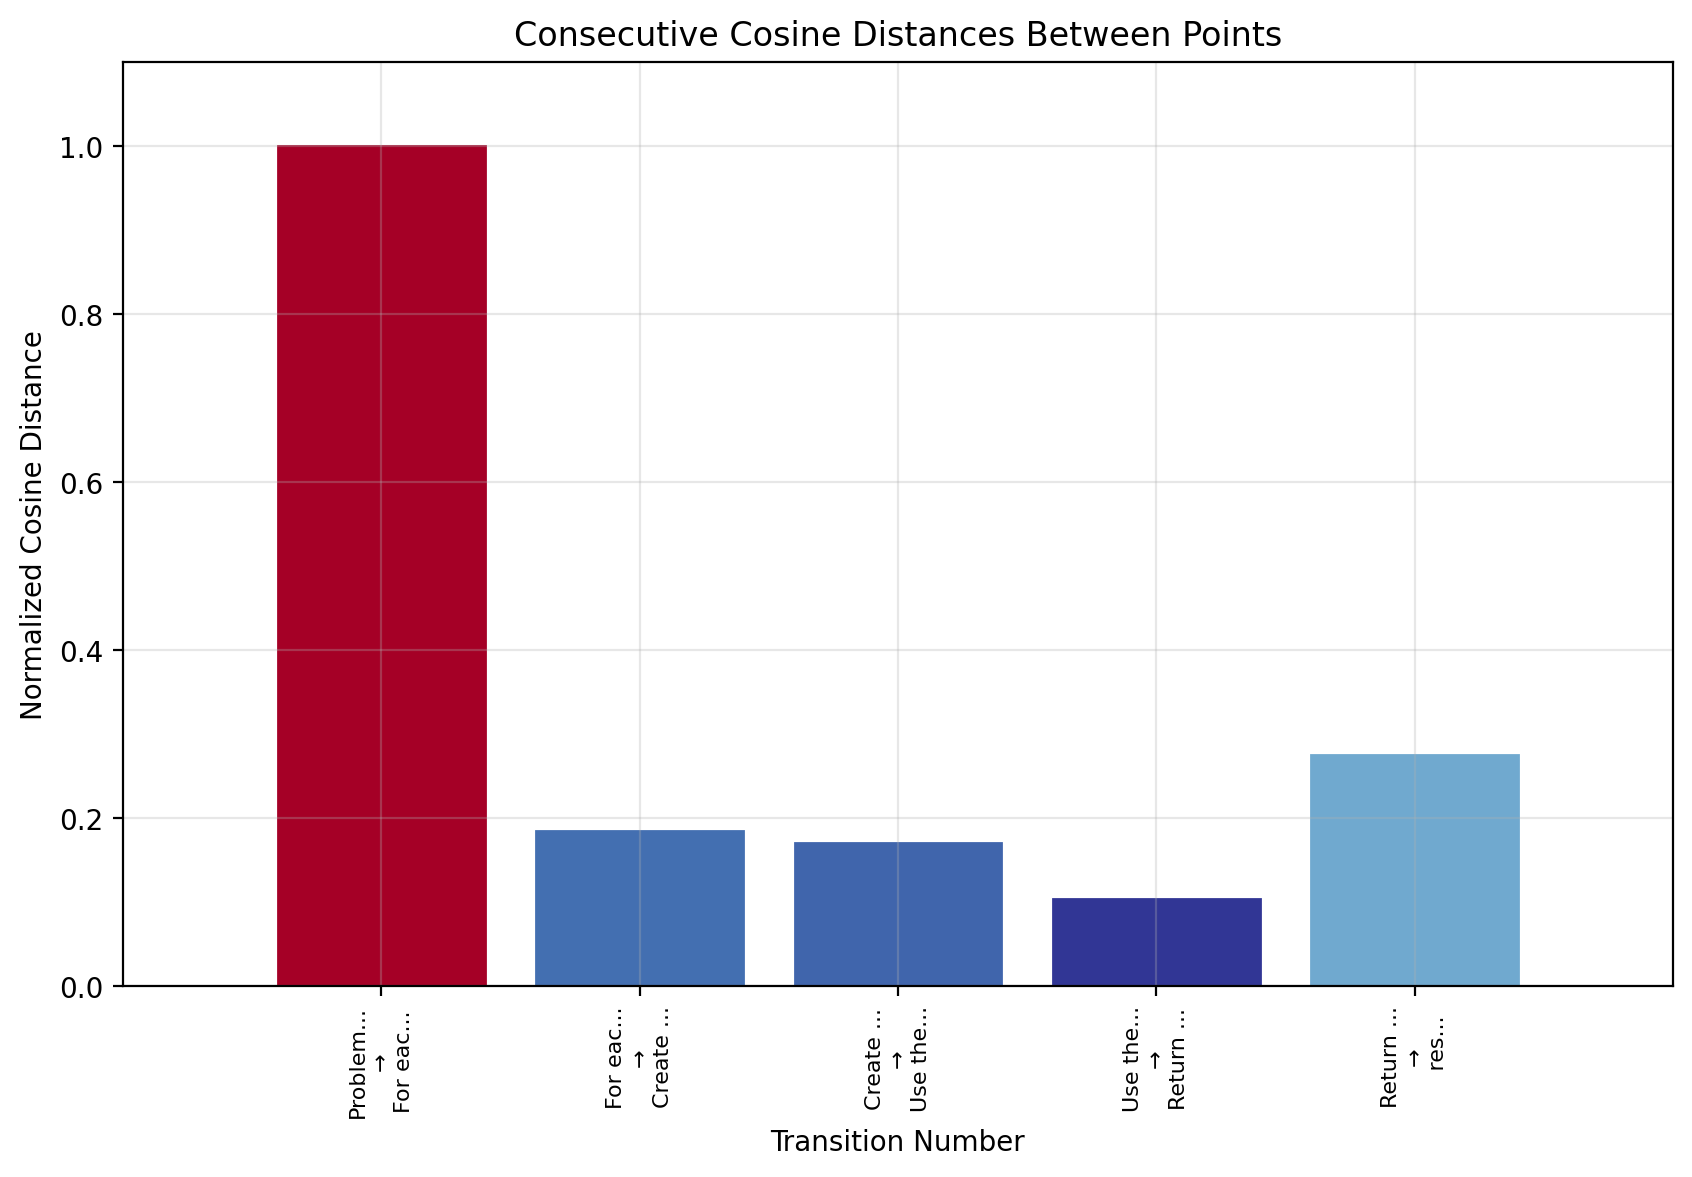 Consecutive Cosine Distances Between Points
Normalized Cosine Distance
1.0
0.8
0.6
0.4
0.2
0.0
Problem...
→
For eac...
For eac...
→
Create ...
Create ...
→
Use the...
Use the...
→
Return ...
Return ...
→
res...
Transition Number